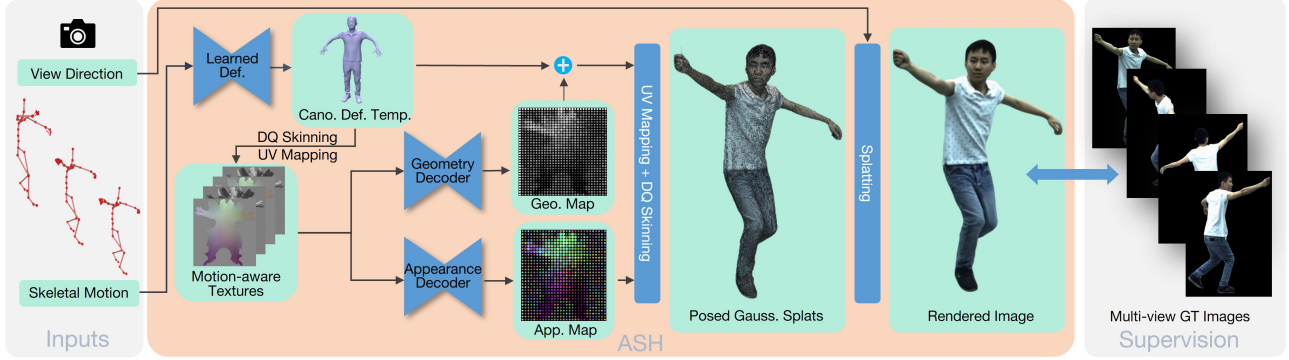 View Direction
Skeletal Motion
Inputs
Learned
Def.
Cano. Def. Temp.
DQ Skinning
UV Mapping
Motion-aware
Textures
Geometry
Decoder
Geo. Map
Appearance
Decoder
App. Map
UV Mapping + DQ Skinning
Posed Gauss. Splats
Splatting
Rendered Image
ASH
Multi-view GT Images
Supervision